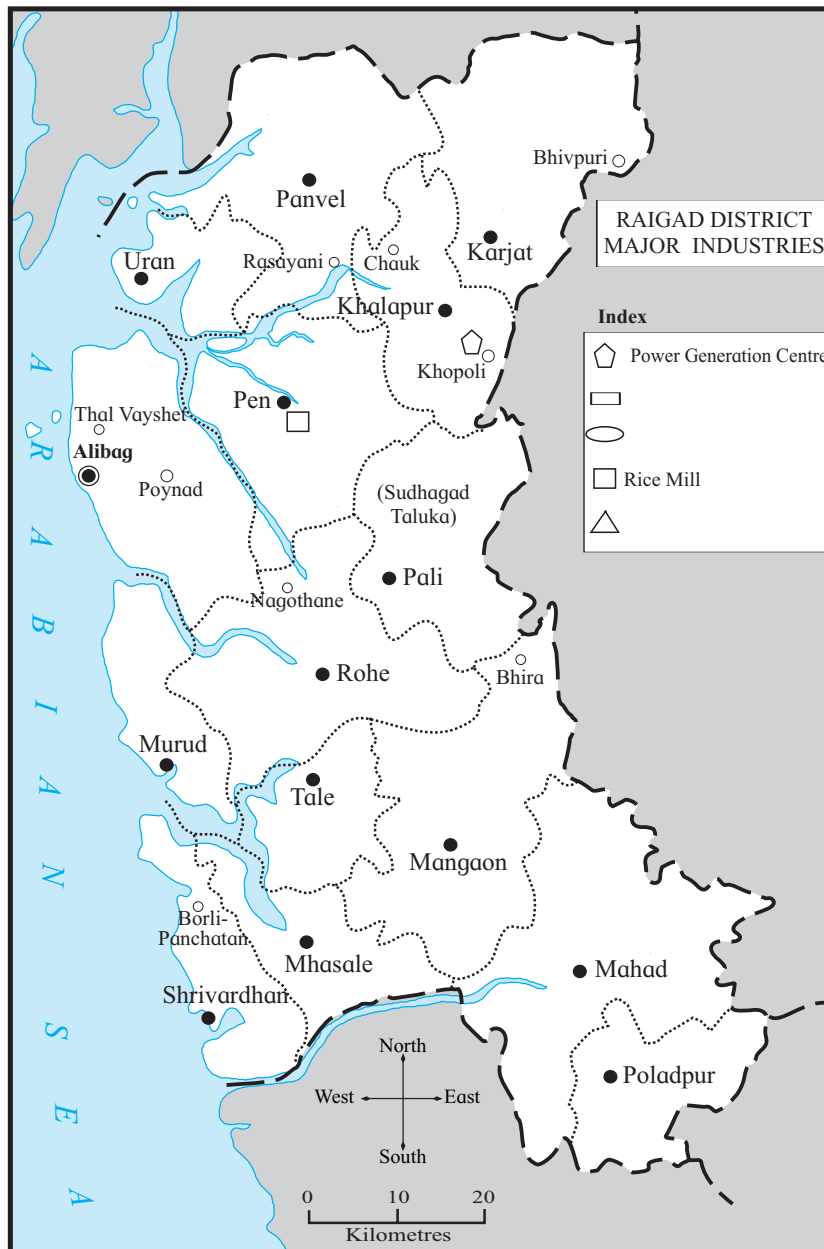 RAIGAD DISTRICT
MAJOR INDUSTRIES
Index
Power Generation Centre
Rice Mill
Bhivpuri
Panvel
Karjat
Uran
Rasayani
Chauk
Khalapur
Khopoli
Pen
Thal Vayshet
Alibag
Poynad
(Sudhagad
Taluka)
Pali
Nagothane
Rohe
Bhira
Murud
Tale
Mangaon
Borli-
Panchatan
Mhasale
Mahad
Shrivardhan
Poladpur
ARABIAN SEA
North
West
East
South
0 10 20
Kilometres